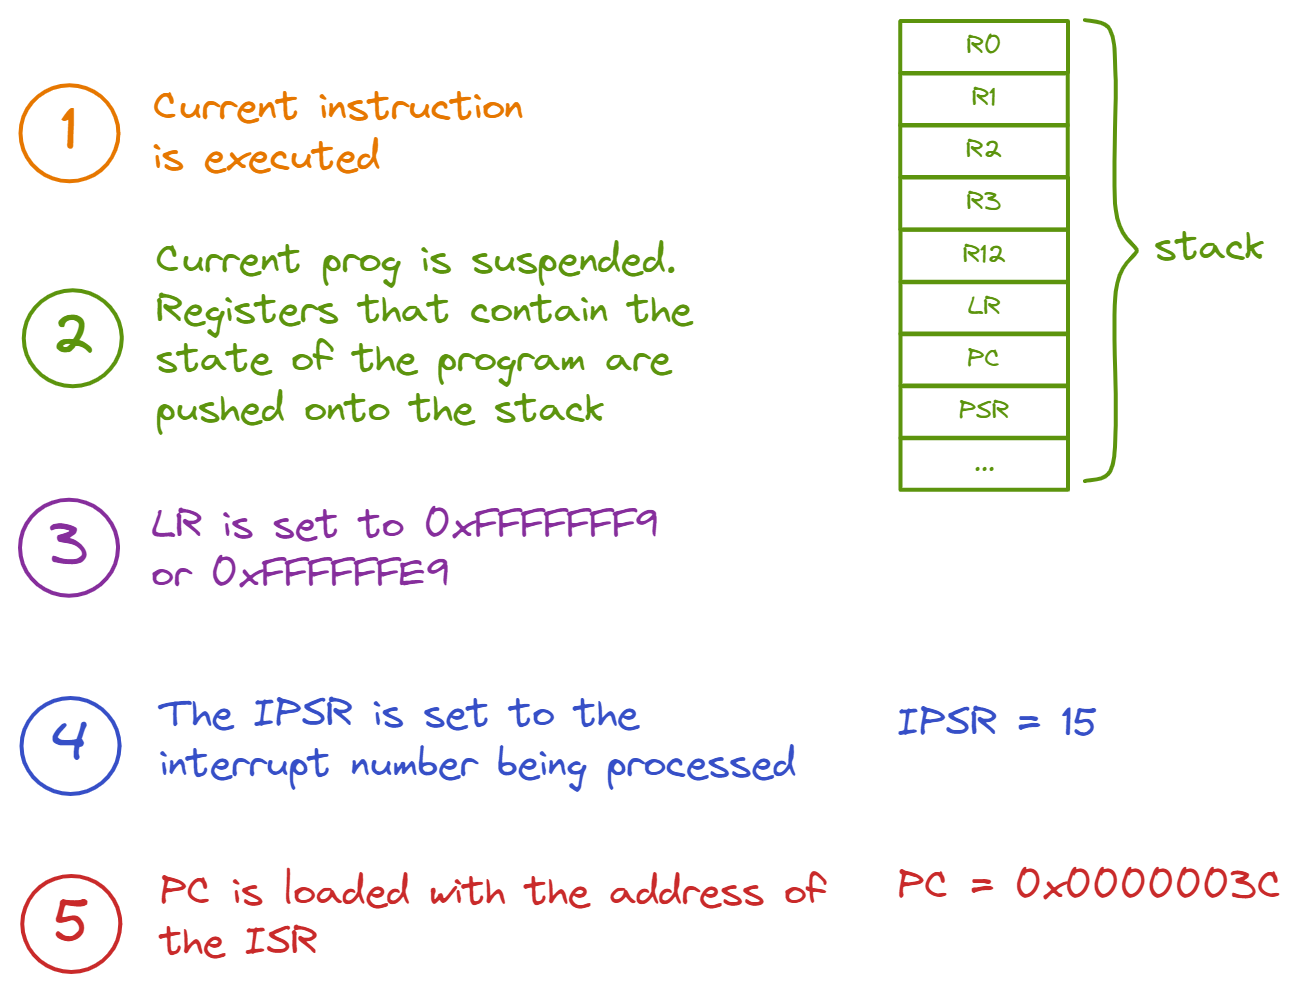 1
Current instruction
is executed
2
Current prog is suspended.
Registers that contain the
state of the program are
pushed onto the stack
R0
R1
R2
R3
R12
LR
PC
PSR
...
stack
3
LR is set to 0xFFFFFFF9
or 0xFFFFFFE9
4
The IPSR is set to the
interrupt number being processed
IPSR = 15
5
PC is loaded with the address of
the ISR
PC = 0x0000003C